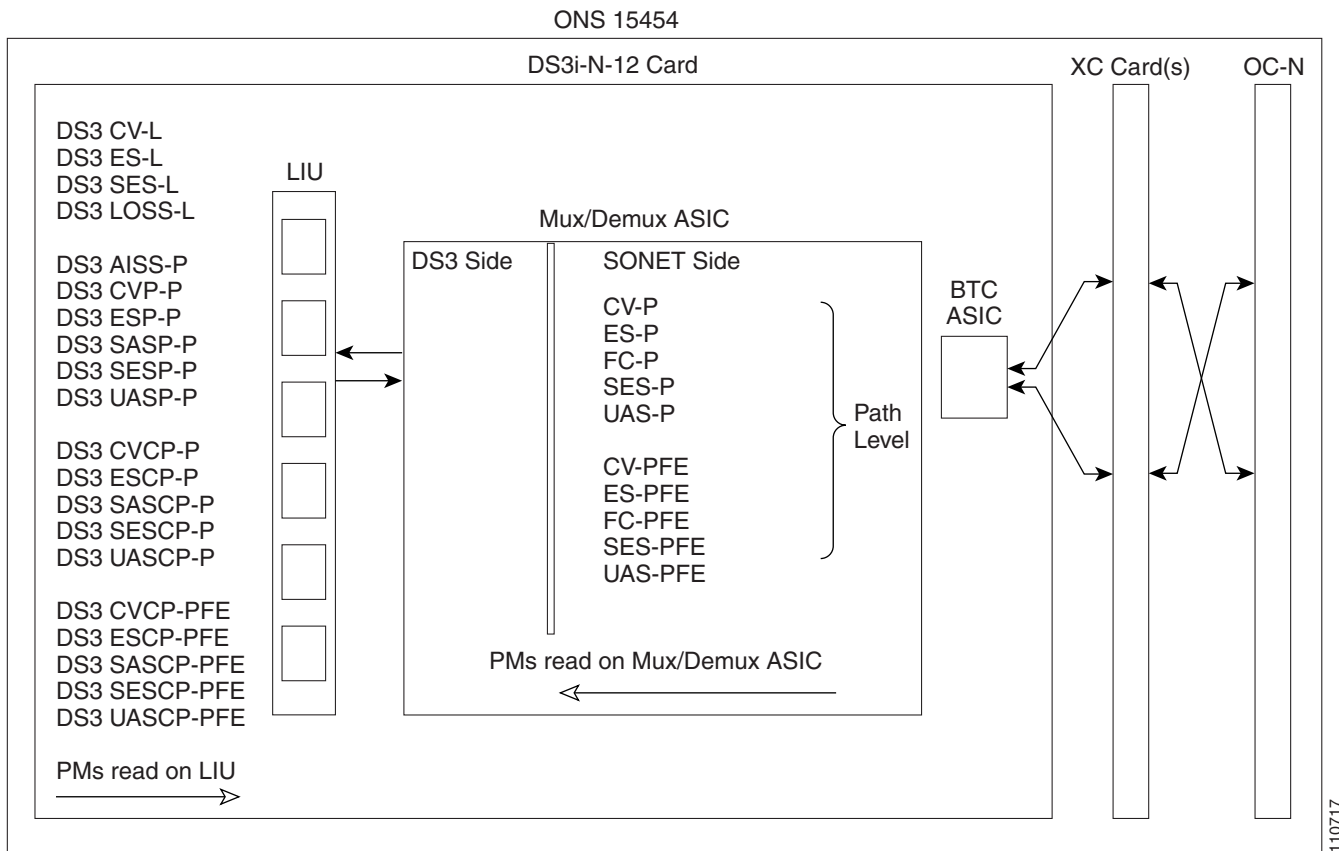 ONS 15454
DS3i-N-12 Card
XC Card(s)
OC-N
DS3 CV-L
DS3 ES-L
DS3 SES-L
DS3 LOSS-L
DS3 AISS-P
DS3 CVP-P
DS3 ESP-P
DS3 SASP-P
DS3 SESP-P
DS3 UASP-P
DS3 CVCP-P
DS3 ESCP-P
DS3 SASCP-P
DS3 SESCP-P
DS3 UASCP-P
DS3 CVCP-PFE
DS3 ESCP-PFE
DS3 SASCP-PFE
DS3 SESCP-PFE
DS3 UASCP-PFE
PMs read on LIU
LIU
Mux/Demux ASIC
DS3 Side
SONET Side
CV-P
ES-P
FC-P
SES-P
UAS-P
CV-PFE
ES-PFE
FC-PFE
SES-PFE
UAS-PFE
Path
Level
PMs read on Mux/Demux ASIC
BTC
ASIC
110717